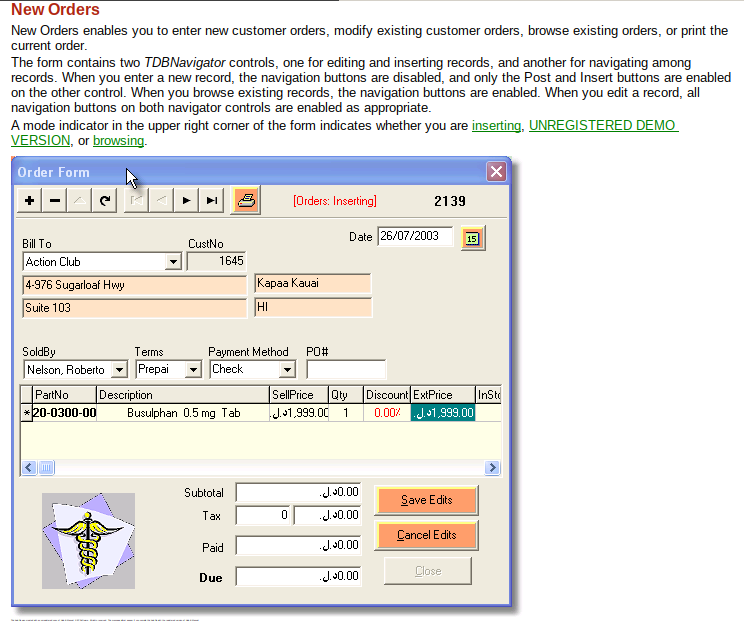 New Orders
New Orders enables you to enter new customer orders, modify existing customer orders, browse existing orders, or print the
current order.
The form contains two TDBNavigator controls, one for editing and inserting records, and another for navigating among
records. When you enter a new record, the navigation buttons are disabled, and only the Post and Insert buttons are enabled
on the other control. When you browse existing records, the navigation buttons are enabled. When you edit a record, all
navigation buttons on both navigator controls are enabled as appropriate.
A mode indicator in the upper right corner of the form indicates whether you are inserting, UNREGISTERED DEMO
VERSION, or browsing.
Order Form
[Orders: Inserting] 2139
Date 26/07/2003 15
Bill To CustNo
Action Club 1645
4-976 Sugarloaf Hwy Kapaa Kauai
Suite 103 HI
SoldBy Terms Payment Method PO#
Nelson, Roberto Prepai Check
PartNo Description SellPrice Qty Discount ExtPrice InSto
*20-0300-00 Busulphan 0.5 mg Tab د.ل.1,999.00 1 0.00% د.ل.1,999.00
Subtotal د.ل.0.00
Tax 0 د.ل.0.00
Paid د.ل.0.00
Due د.ل.0.00
Save Edits
Cancel Edits
Close